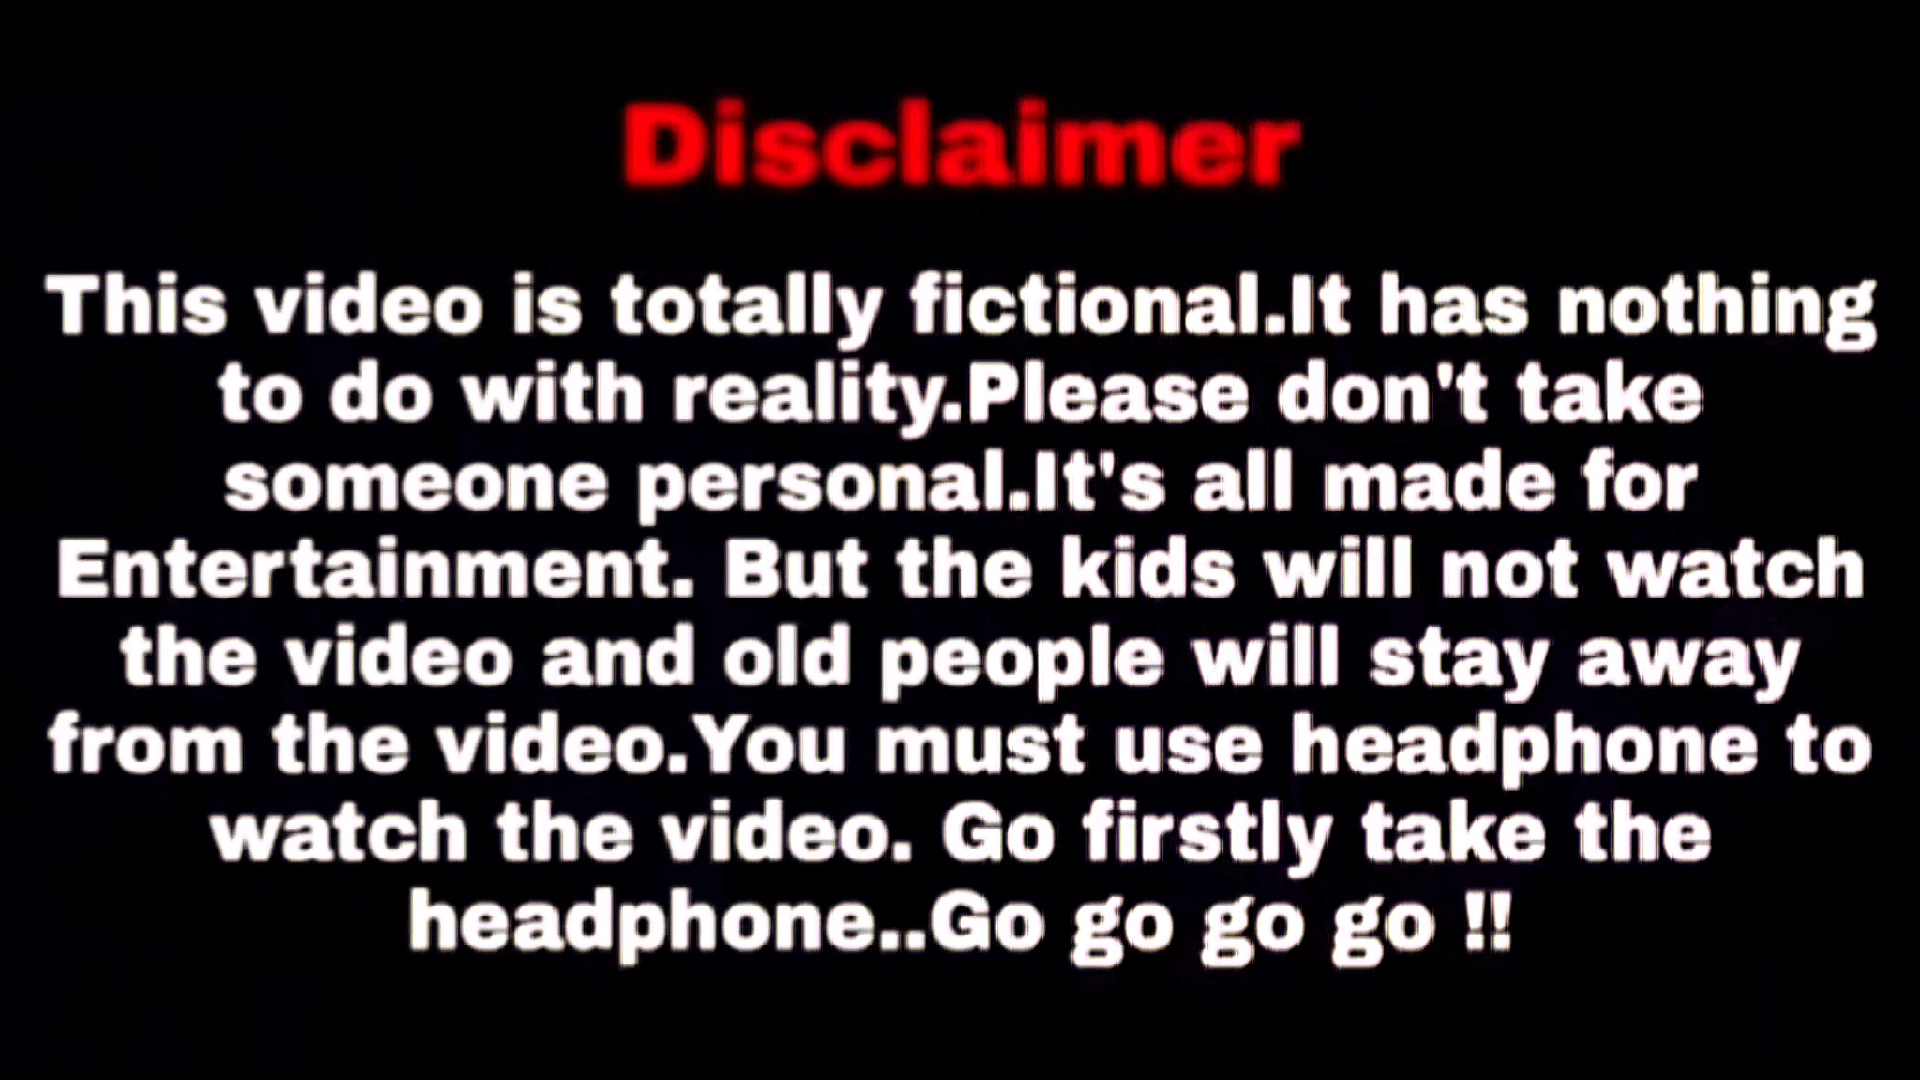 Disclaimer
This video is totally fictional.It has nothing
to do with reality.Please don't take
someone personal.It's all made for
Entertainment. But the kids will not watch
the video and old people will stay away
from the video.You must use headphone to
watch the video. Go firstly take the
headphone..Go go go go !!